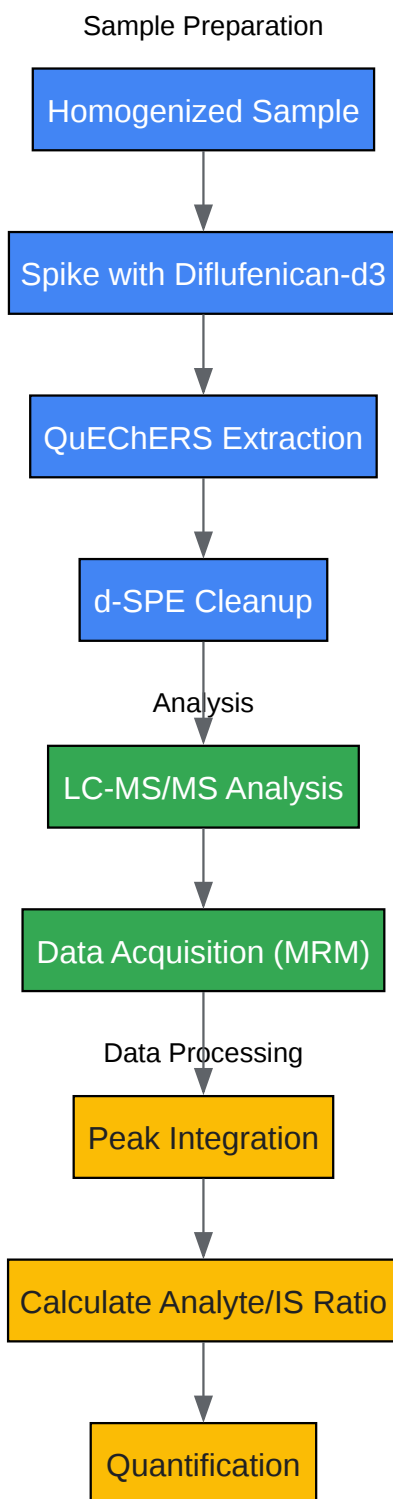 Sample Preparation
Homogenized Sample
Spike with Diflufenican-d3
QuEChERS Extraction
d-SPE Cleanup
Analysis
LC-MS/MS Analysis
Data Acquisition (MRM)
Data Processing
Peak Integration
Calculate Analyte/IS Ratio
Quantification